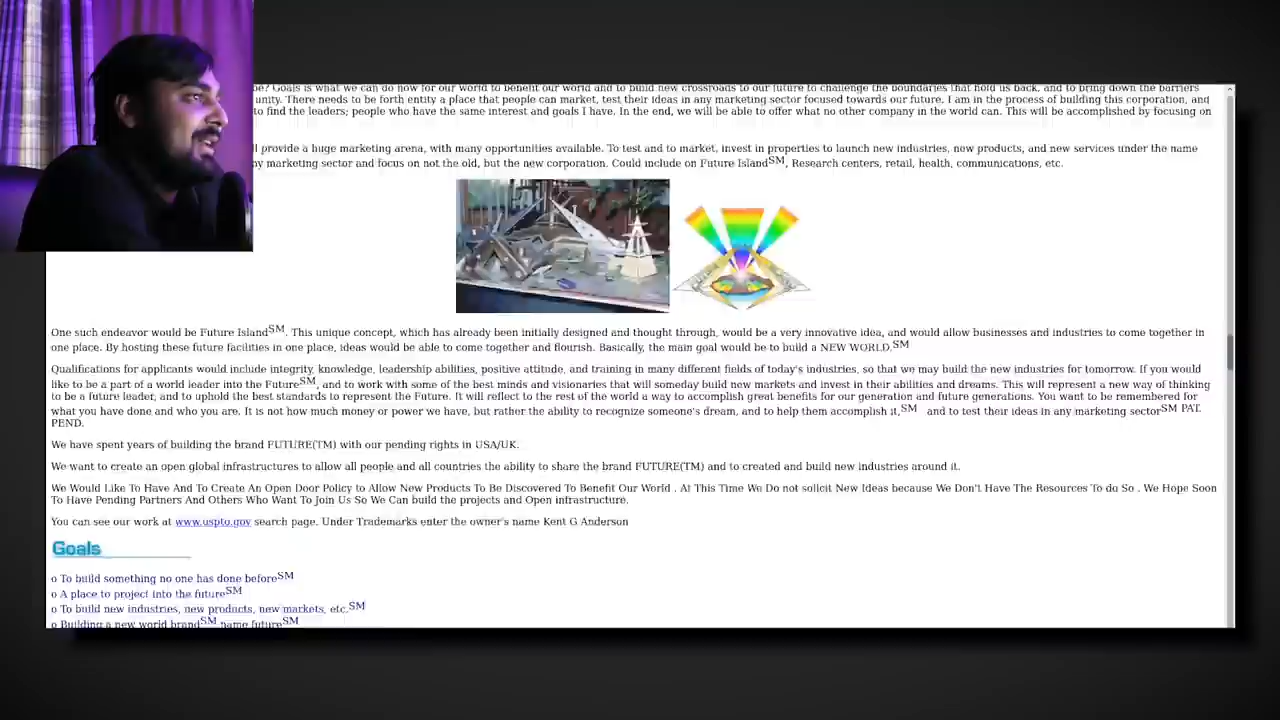 be? Goals is what we can do now for our world to benefit our world and to build new crossroads to our future to challenge the boundaries that hold us back, and to bring down the barriers
unity. There needs to be forth entity a place that people can market, test their ideas in any marketing sector focused towards our future. I am in the process of building this corporation, and
to find the leaders; people who have the same interest and goals I have. In the end, we will be able to offer what no other company in the world can. This will be accomplished by focusing on
ll provide a huge marketing arena, with many opportunities available. To test and to market, invest in properties to launch new industries, new products, and new services under the name
by marketing sector and focus on not the old, but the new corporation. Could include on Future IslandSM, Research centers, retail, health, communications, etc.
One such endeavor would be Future IslandSM. This unique concept, which has already been initially designed and thought through, would be a very innovative idea, and would allow businesses and industries to come together in
one place. By hosting these future facilities in one place, ideas would be able to come together and flourish. Basically, the main goal would be to build a NEW WORLD.SM
Qualifications for applicants would include integrity, knowledge, leadership abilities, positive attitude, and training in many different fields of today's industries, so that we may build the new industries for tomorrow. If you would
like to be a part of a world leader into the FutureSM, and to work with some of the best minds and visionaries that will someday build new markets and invest in their abilities and dreams. This will represent a new way of thinking
to be a future leader, and to uphold the best standards to represent the Future. It will reflect to the rest of the world a way to accomplish great benefits for our generation and future generations. You want to be remembered for
what you have done and who you are. It is not how much money or power we have, but rather the ability to recognize someone's dream, and to help them accomplish it,SM and to test their ideas in any marketing sectorSM PAT.
PEND.
We have spent years of building the brand FUTURE(TM) with our pending rights in USA/UK.
We want to create an open global infrastructures to allow all people and all countries the ability to share the brand FUTURE(TM) and to created and build new industries around it.
We Would Like To Have And To Create An Open Door Policy to Allow New Products To Be Discovered To Benefit Our World . At This Time We Do not solicit New Ideas because We Don't Have The Resources To do So . We Hope Soon
To Have Pending Partners And Others Who Want To Join Us So We Can build the projects and Open infrastructure.
You can see our work at www.uspto.gov search page. Under Trademarks enter the owner's name Kent G Anderson
Goals
o To build something no one has done beforeSM
o A place to project into the futureSM
o To build new industries, new products, new markets, etc.SM
o Building a new world brandSM name futureSM